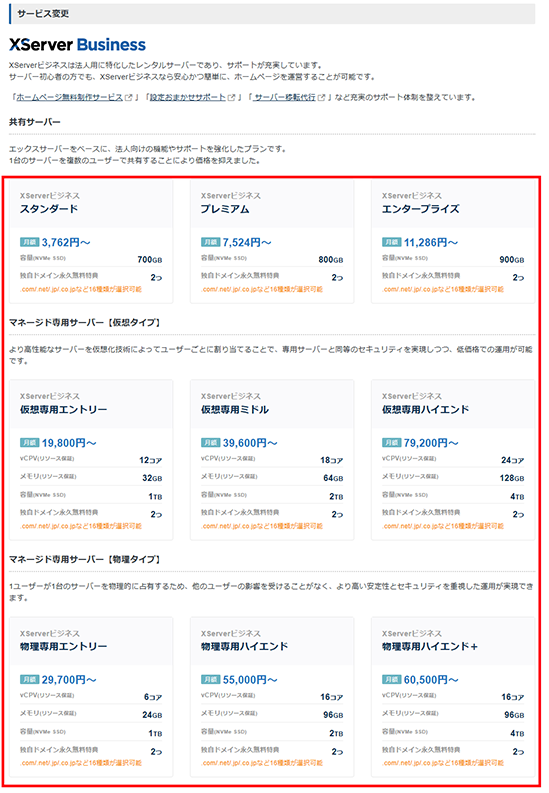 サービス変更
XServer Business
XServerビジネスは法人用に特化したレンタルサーバーであり、サポートが充実しています。
サーバー初心者の方でも、XServerビジネスなら安心かつ簡単に、ホームページを運営することが可能です。
「ホームページ無料制作サービス」「設定おまかせサポート」「サーバー移転代行」など充実のサポート体制を整えています。
共有サーバー
エックスサーバーをベースに、法人向けの機能やサポートを強化したプランです。
1台のサーバーを複数のユーザーで共有することにより価格を抑えました。
XServerビジネス
スタンダード
月額 3,762円～
容量(NVMe SSD) 700GB
独自ドメイン永久無料特典 2つ
.com/.net/.jp/.co.jpなど16種類が選択可能
XServerビジネス
プレミアム
月額 7,524円～
容量(NVMe SSD) 800GB
独自ドメイン永久無料特典 2つ
.com/.net/.jp/.co.jpなど16種類が選択可能
XServerビジネス
エンタープライズ
月額 11,286円～
容量(NVMe SSD) 900GB
独自ドメイン永久無料特典 2つ
.com/.net/.jp/.co.jpなど16種類が選択可能
マネージド専用サーバー【仮想タイプ】
より高性能なサーバーを仮想化技術によってユーザーごとに割り当てることで、専用サーバーと同等のセキュリティを実現しつつ、低価格での運用が可能
です。
XServerビジネス
仮想専用エントリー
月額 19,800円～
vCPV(リソース保証) 12コア
メモリ(リソース保証) 32GB
容量(NVMe SSD) 1TB
独自ドメイン永久無料特典 2つ
.com/.net/.jp/.co.jpなど16種類が選択可能
XServerビジネス
仮想専用ミドル
月額 39,600円～
vCPV(リソース保証) 18コア
メモリ(リソース保証) 64GB
容量(NVMe SSD) 2TB
独自ドメイン永久無料特典 2つ
.com/.net/.jp/.co.jpなど16種類が選択可能
XServerビジネス
仮想専用ハイエンド
月額 79,200円～
vCPV(リソース保証) 24コア
メモリ(リソース保証) 128GB
容量(NVMe SSD) 4TB
独自ドメイン永久無料特典 2つ
.com/.net/.jp/.co.jpなど16種類が選択可能
マネージド専用サーバー【物理タイプ】
1ユーザーが1台のサーバーを物理的に占有するため、他のユーザーの影響を受けることがなく、より高い安定性とセキュリティを重視した運用が実現でき
ます。
XServerビジネス
物理専用エントリー
月額 29,700円～
vCPV(リソース保証) 6コア
メモリ(リソース保証) 24GB
容量(NVMe SSD) 1TB
独自ドメイン永久無料特典 2つ
.com/.net/.jp/.co.jpなど16種類が選択可能
XServerビジネス
物理専用ハイエンド
月額 55,000円～
vCPV(リソース保証) 16コア
メモリ(リソース保証) 96GB
容量(NVMe SSD) 2TB
独自ドメイン永久無料特典 2つ
.com/.net/.jp/.co.jpなど16種類が選択可能
XServerビジネス
物理専用ハイエンド＋
月額 60,500円～
vCPV(リソース保証) 16コア
メモリ(リソース保証) 96GB
容量(NVMe SSD) 4TB
独自ドメイン永久無料特典 2つ
.com/.net/.jp/.co.jpなど16種類が選択可能